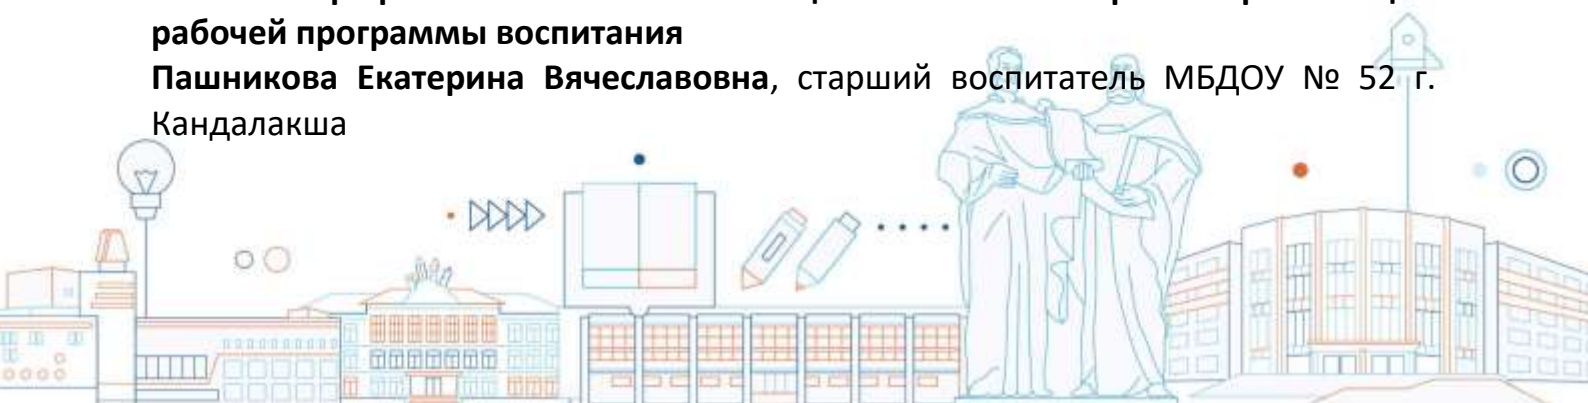 рабочей программы воспитания
Пашникова Екатерина Вячеславовна, старший воспитатель МБДОУ № 52 г.
Кандалакша